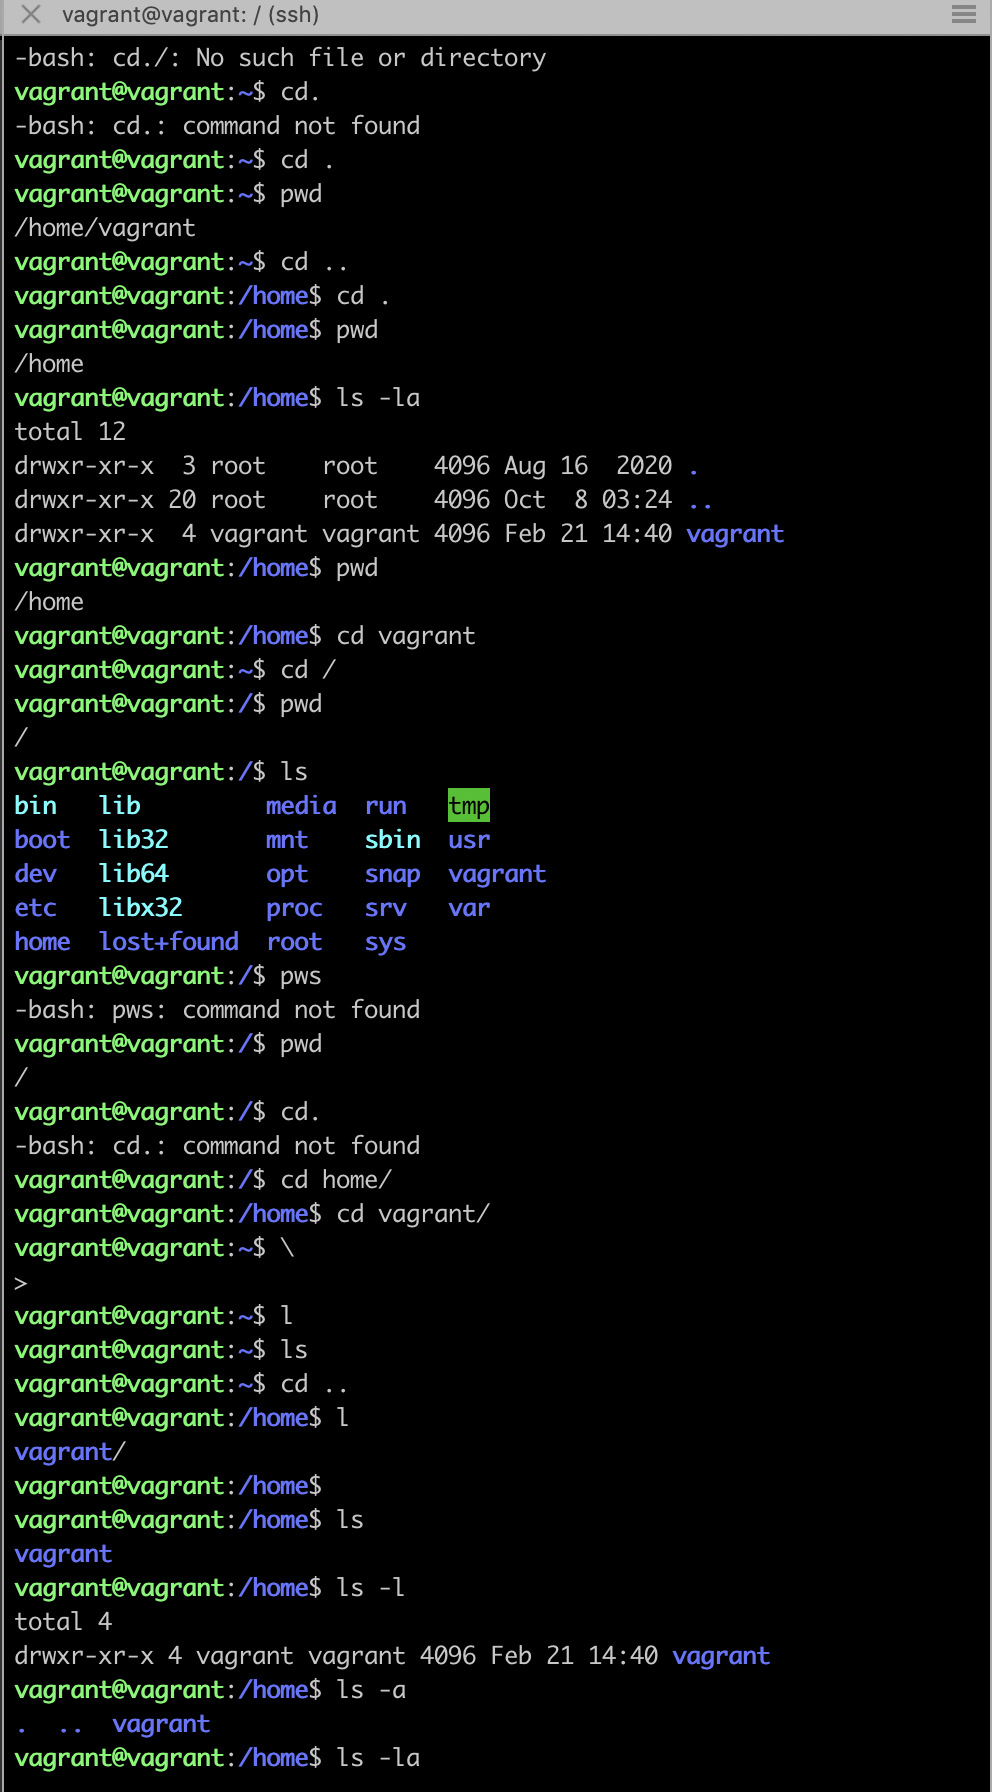 vagrant@vagrant: / (ssh)
-bash: cd./: No such file or directory
vagrant@vagrant:~$ cd.
-bash: cd.: command not found
vagrant@vagrant:~$ cd .
vagrant@vagrant:~$ pwd
/home/vagrant
vagrant@vagrant:~$ cd ..
vagrant@vagrant:/home$ cd .
vagrant@vagrant:/home$ pwd
/home
vagrant@vagrant:/home$ ls -la
total 12
drwxr-xr-x  3 root    root    4096 Aug 16  2020 .
drwxr-xr-x 20 root    root    4096 Oct  8 03:24 ..
drwxr-xr-x  4 vagrant vagrant 4096 Feb 21 14:40 vagrant
vagrant@vagrant:/home$ pwd
/home
vagrant@vagrant:/home$ cd vagrant
vagrant@vagrant:~$ cd /
vagrant@vagrant:/$ pwd
/
vagrant@vagrant:/$ ls
bin   lib         media  run   tmp
boot  lib32       mnt    sbin  usr
dev   lib64       opt    snap  vagrant
etc   libx32      proc   srv   var
home  lost+found  root   sys
vagrant@vagrant:/$ pws
-bash: pws: command not found
vagrant@vagrant:/$ pwd
/
vagrant@vagrant:/$ cd.
-bash: cd.: command not found
vagrant@vagrant:/$ cd home/
vagrant@vagrant:/home$ cd vagrant/
vagrant@vagrant:~$ \
>
vagrant@vagrant:~$ l
vagrant@vagrant:~$ ls
vagrant@vagrant:~$ cd ..
vagrant@vagrant:/home$ l
vagrant/
vagrant@vagrant:/home$
vagrant@vagrant:/home$ ls
vagrant
vagrant@vagrant:/home$ ls -l
total 4
drwxr-xr-x 4 vagrant vagrant 4096 Feb 21 14:40 vagrant
vagrant@vagrant:/home$ ls -a
.  ..  vagrant
vagrant@vagrant:/home$ ls -la